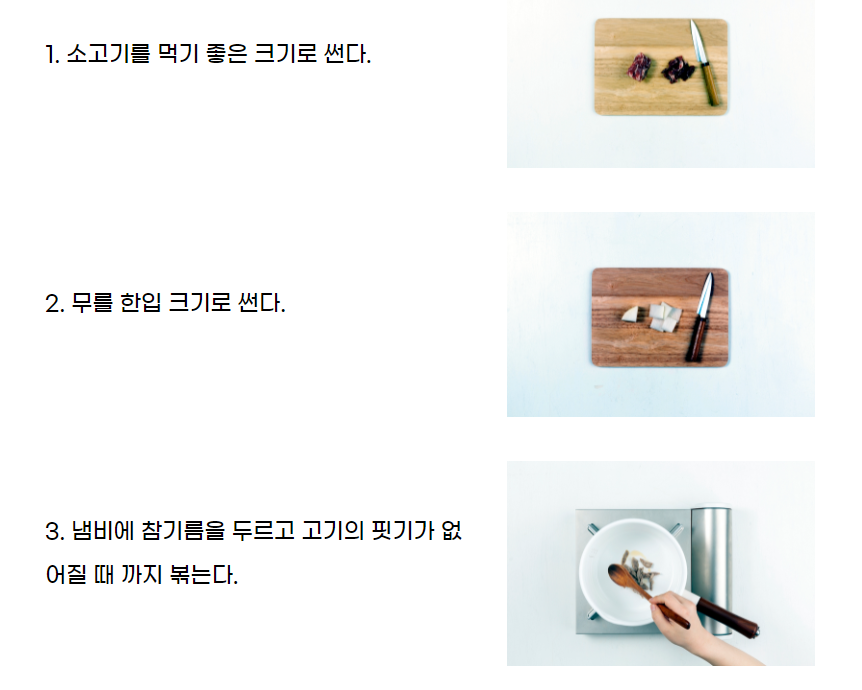 1. 소고기를 먹기 좋은 크기로 썬다.
2. 무를 한입 크기로 썬다.
3. 냄비에 참기름을 두르고 고기의 핏기가 없
어질 때 까지 볶는다.